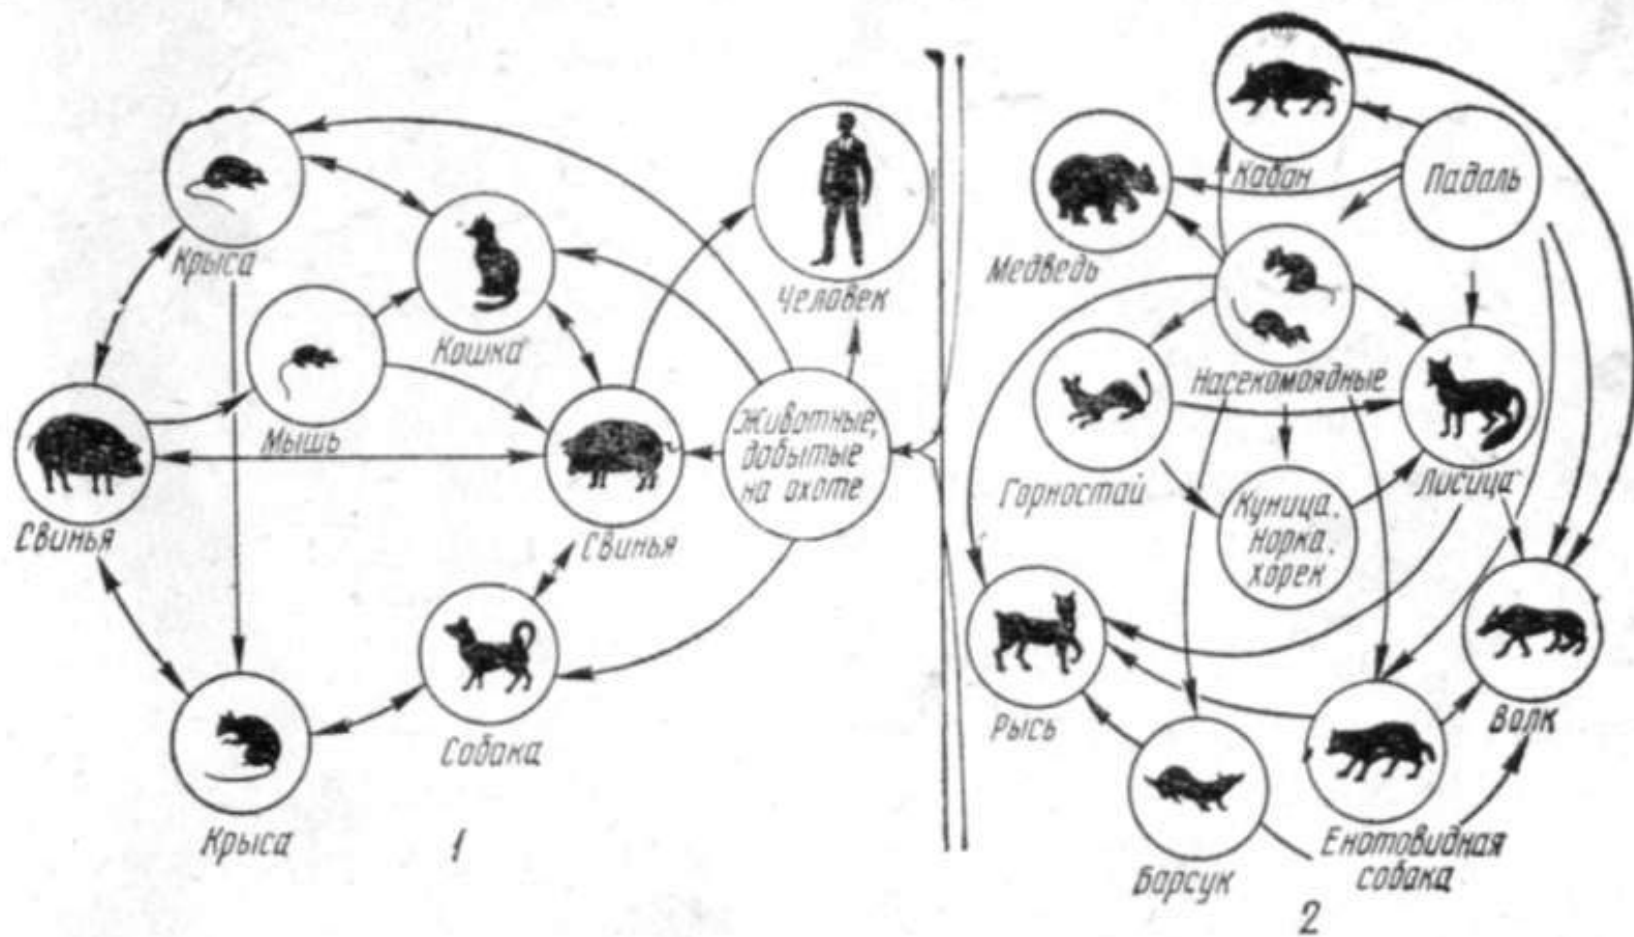 Крыса
Кошка
Мышь
Свинья
Свинья
Крыса
Собака
Человек
Животные,
добытые
на охоте
1
Кабан
Падаль
Медведь
Насекомоядные
Горностай
Лисица
Куница,
норка,
хорек
Рысь
Волк
Барсук
Енотовидная
собака
2